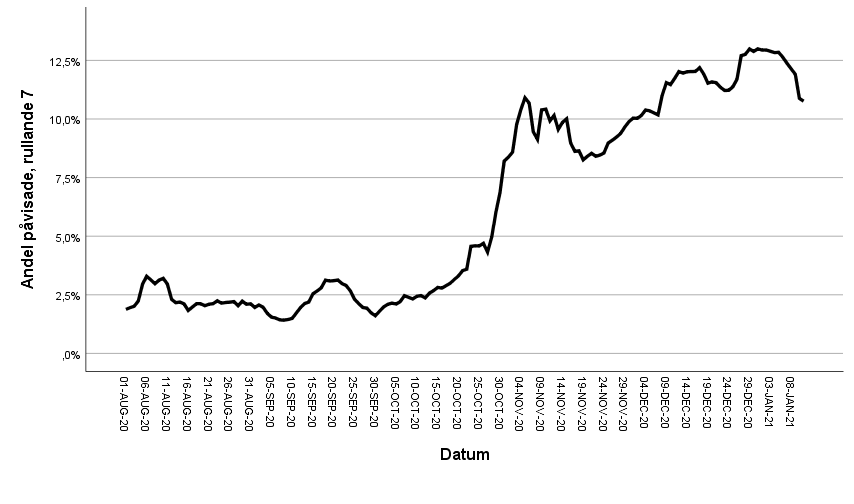 Andel påvisade, rullande 7
12,5%
10,0%
7,5%
5,0%
2,5%
,0%
01-AUG-20
06-AUG-20
11-AUG-20
16-AUG-20
21-AUG-20
26-AUG-20
31-AUG-20
05-SEP-20
10-SEP-20
15-SEP-20
20-SEP-20
25-SEP-20
30-SEP-20
05-OCT-20
10-OCT-20
15-OCT-20
20-OCT-20
25-OCT-20
30-OCT-20
04-NOV-20
09-NOV-20
14-NOV-20
19-NOV-20
24-NOV-20
29-NOV-20
04-DEC-20
09-DEC-20
14-DEC-20
19-DEC-20
24-DEC-20
29-DEC-20
03-JAN-21
08-JAN-21
Datum